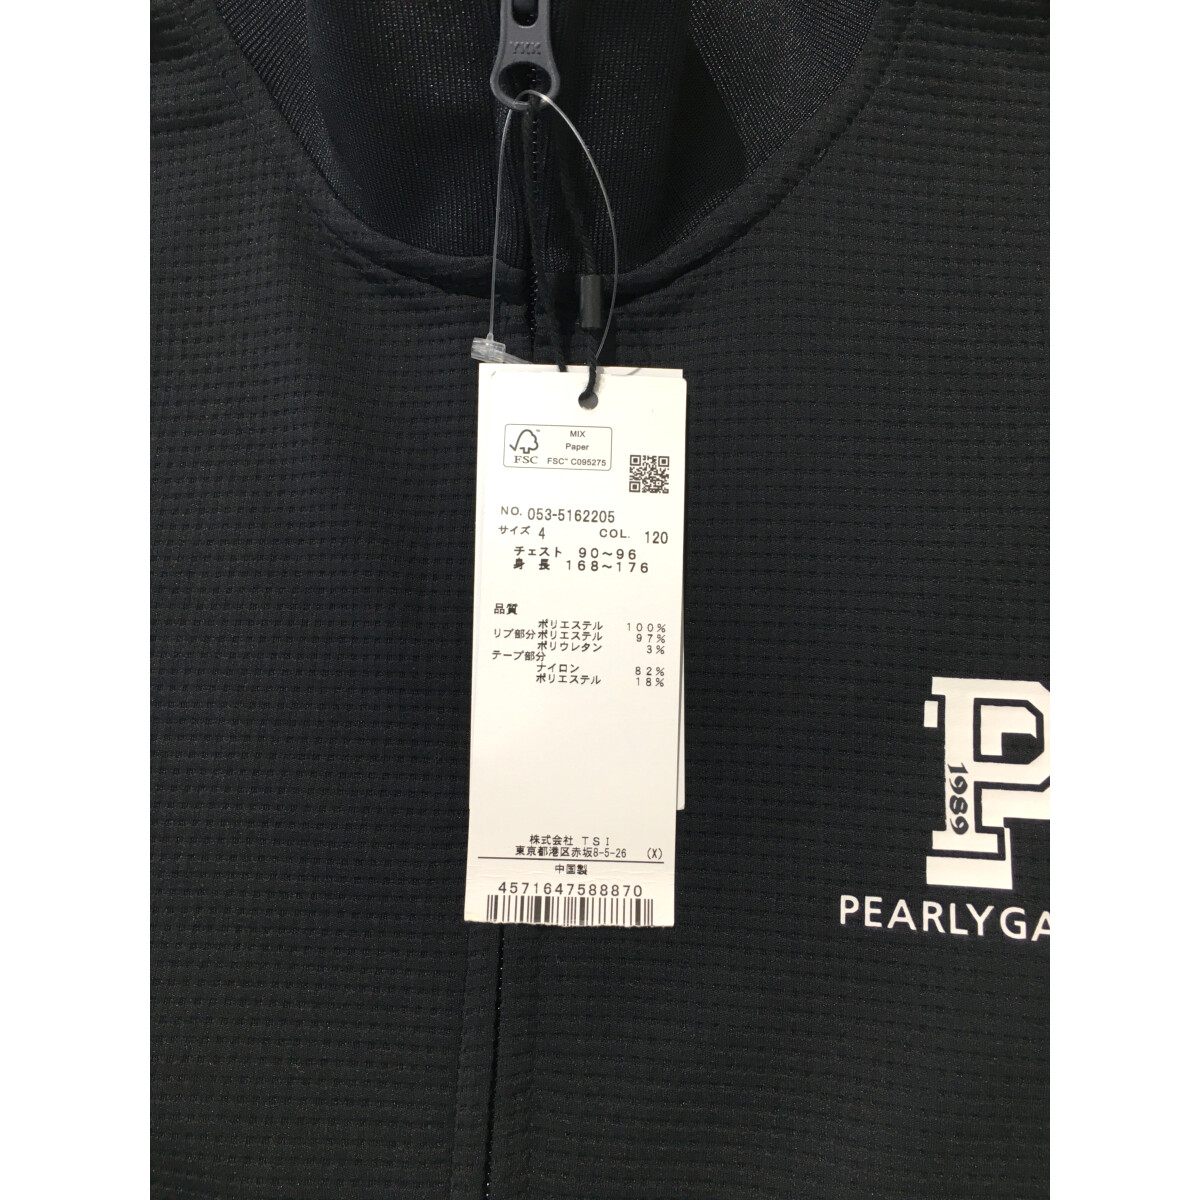 YKK
MIX
Paper
FSC
FSC® C095275
NO. 053-5162205
サイズ 4 COL. 120
チェスト 90~96
身長 168~176
品質
ポリエステル 100%
リブ部分ポリエステル 97%
ポリウレタン 3%
テープ部分
ナイロン 82%
ポリエステル 18%
株式会社 TSI
東京都港区赤坂8-5-26 (X)
中国製
4571647588870
P
1989
PEARLYGA